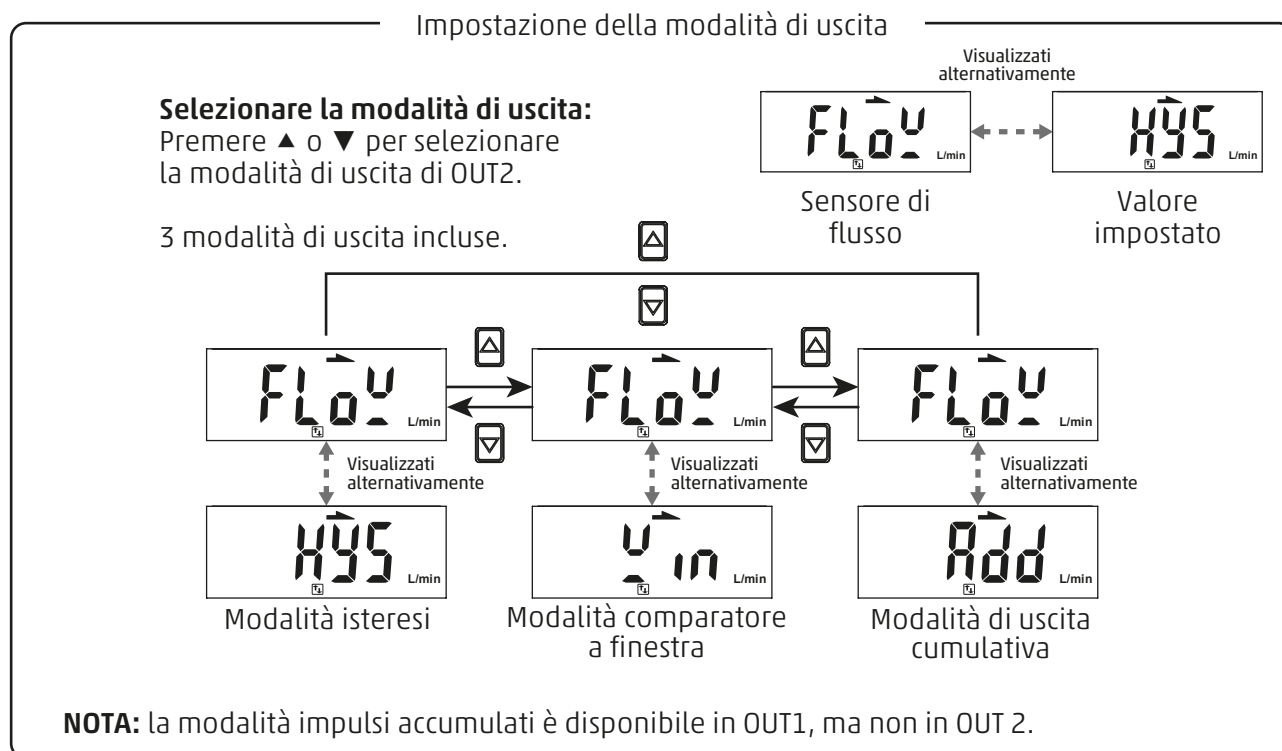 Impostazione della modalità di uscita
Visualizzati
alternativamente
Selezionare la modalità di uscita:
Premere ▲ o ▼ per selezionare
la modalità di uscita di OUT2.
3 modalità di uscita incluse.
FLow L/min
HYS L/min
Sensore di
flusso
Valore
impostato
FLow L/min
FLow L/min
FLow L/min
Visualizzati
alternativamente
Visualizzati
alternativamente
Visualizzati
alternativamente
HYS L/min
win L/min
Add L/min
Modalità isteresi
Modalità comparatore
a finestra
Modalità di uscita
cumulativa
NOTA: la modalità impulsi accumulati è disponibile in OUT1, ma non in OUT 2.